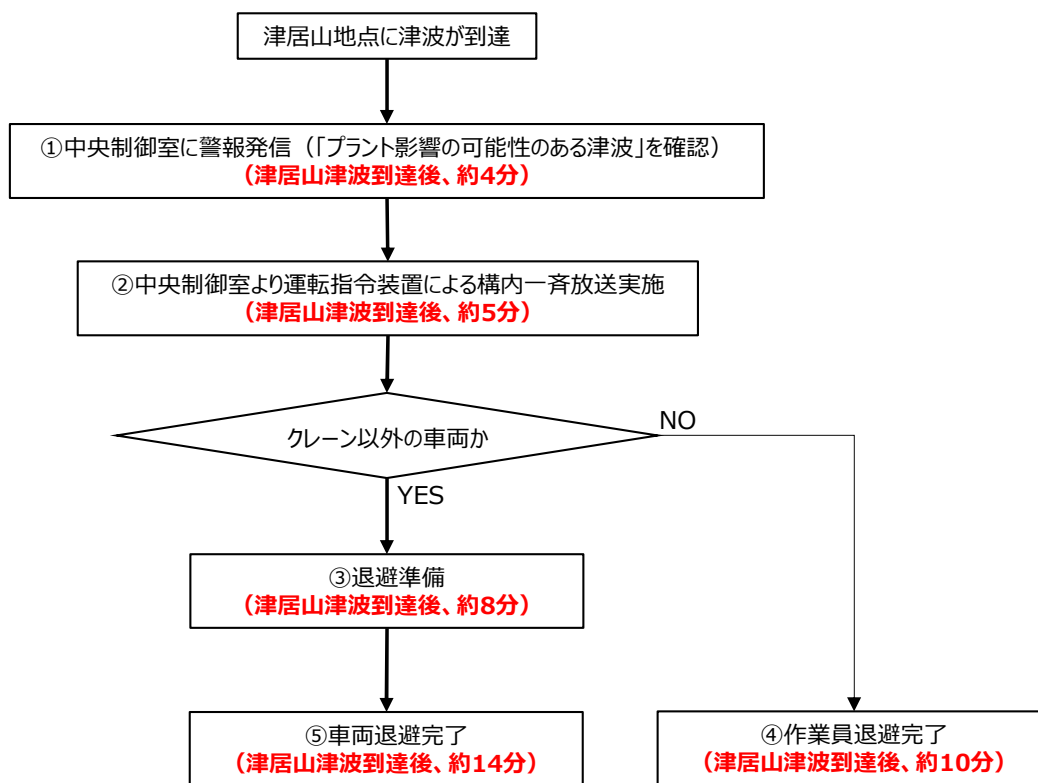 津居山地点に津波が到達
①中央制御室に警報発信（「プラント影響の可能性のある津波」を確認）
（津居山津波到達後、約4分）
②中央制御室より運転指令装置による構内一斉放送実施
（津居山津波到達後、約5分）
クレーン以外の車両か
NO
YES
③退避準備
（津居山津波到達後、約8分）
⑤車両退避完了
（津居山津波到達後、約14分）
④作業員退避完了
（津居山津波到達後、約10分）